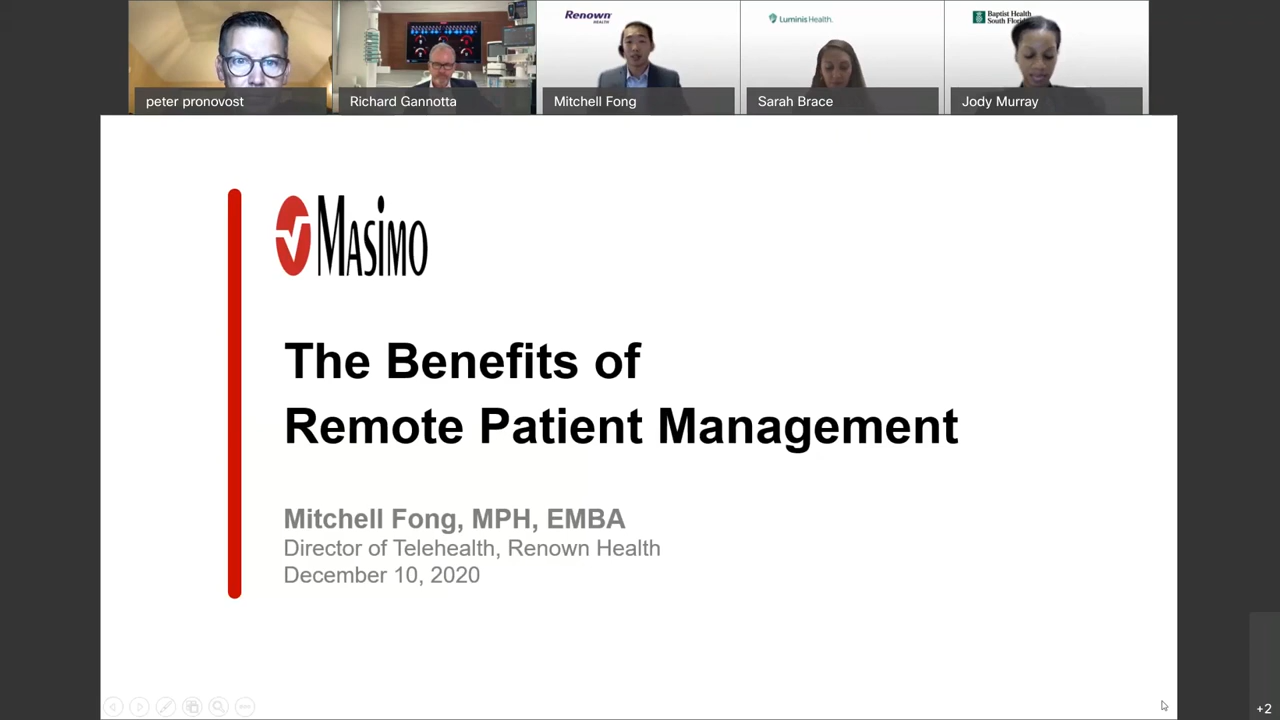 RENOWN
HEALTH
Luminis Health.
Baptist Health
South Florida
peter pronovost
Richard Gannotta
Mitchell Fong
Sarah Brace
Jody Murray
MASIMO
The Benefits of
Remote Patient Management
Mitchell Fong, MPH, EMBA
Director of Telehealth, Renown Health
December 10, 2020
+2